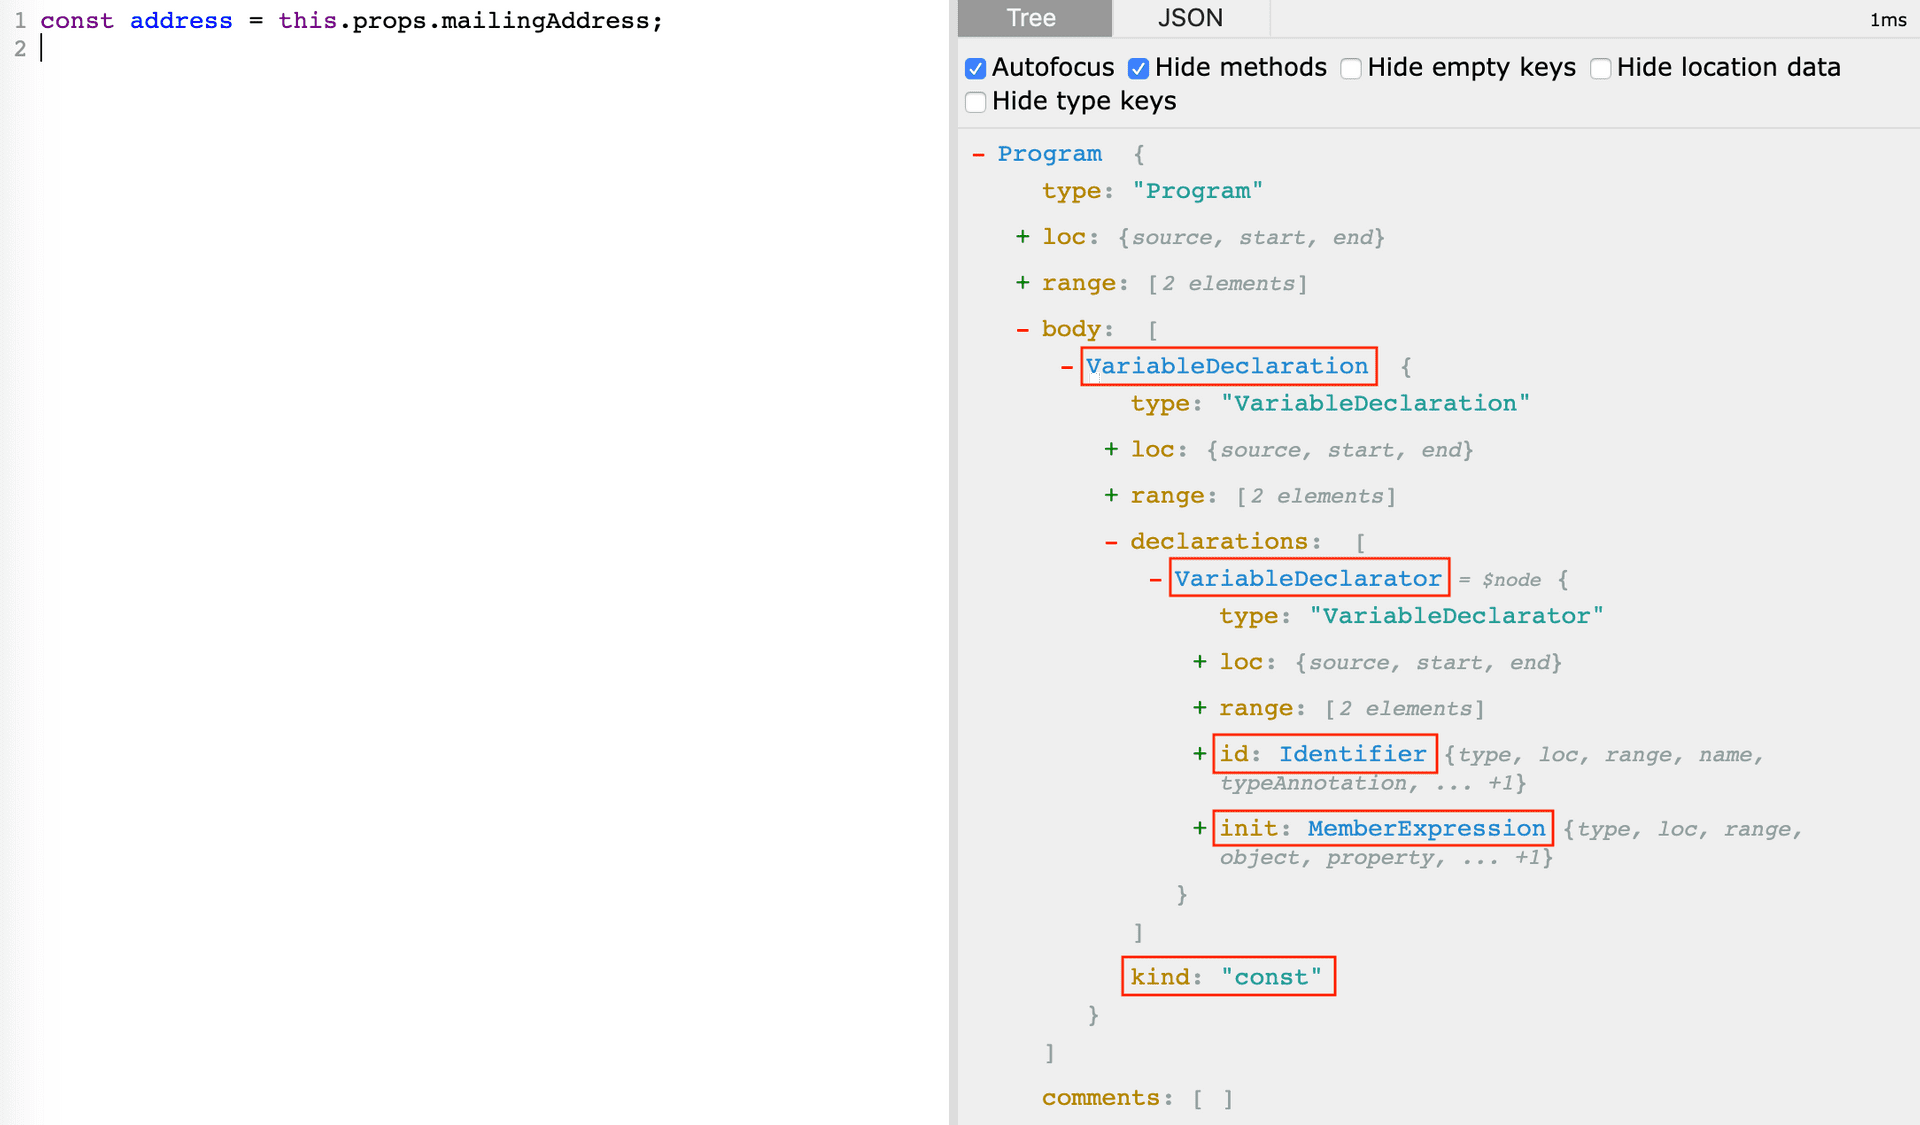 1 const address = this.props.mailingAddress;
2
Tree JSON 1ms
Autofocus Hide methods Hide empty keys Hide location data
Hide type keys
- Program {
type: "Program"
+ loc: {source, start, end}
+ range: [2 elements]
- body: [
- VariableDeclaration {
type: "VariableDeclaration"
+ loc: {source, start, end}
+ range: [2 elements]
- declarations: [
- VariableDeclarator = $node {
type: "VariableDeclarator"
+ loc: {source, start, end}
+ range: [2 elements]
+ id: Identifier {type, loc, range, name,
typeAnnotation, ... +1}
+ init: MemberExpression {type, loc, range,
object, property, ... +1}
}
]
kind: "const"
}
]
comments: [ ]